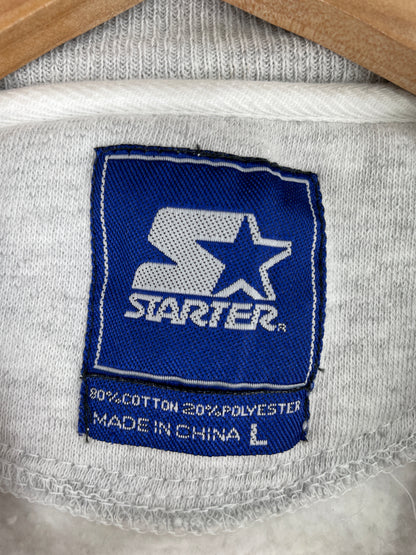 STARTER®
80%COTTON 20%POLYESTER
MADE IN CHINA L